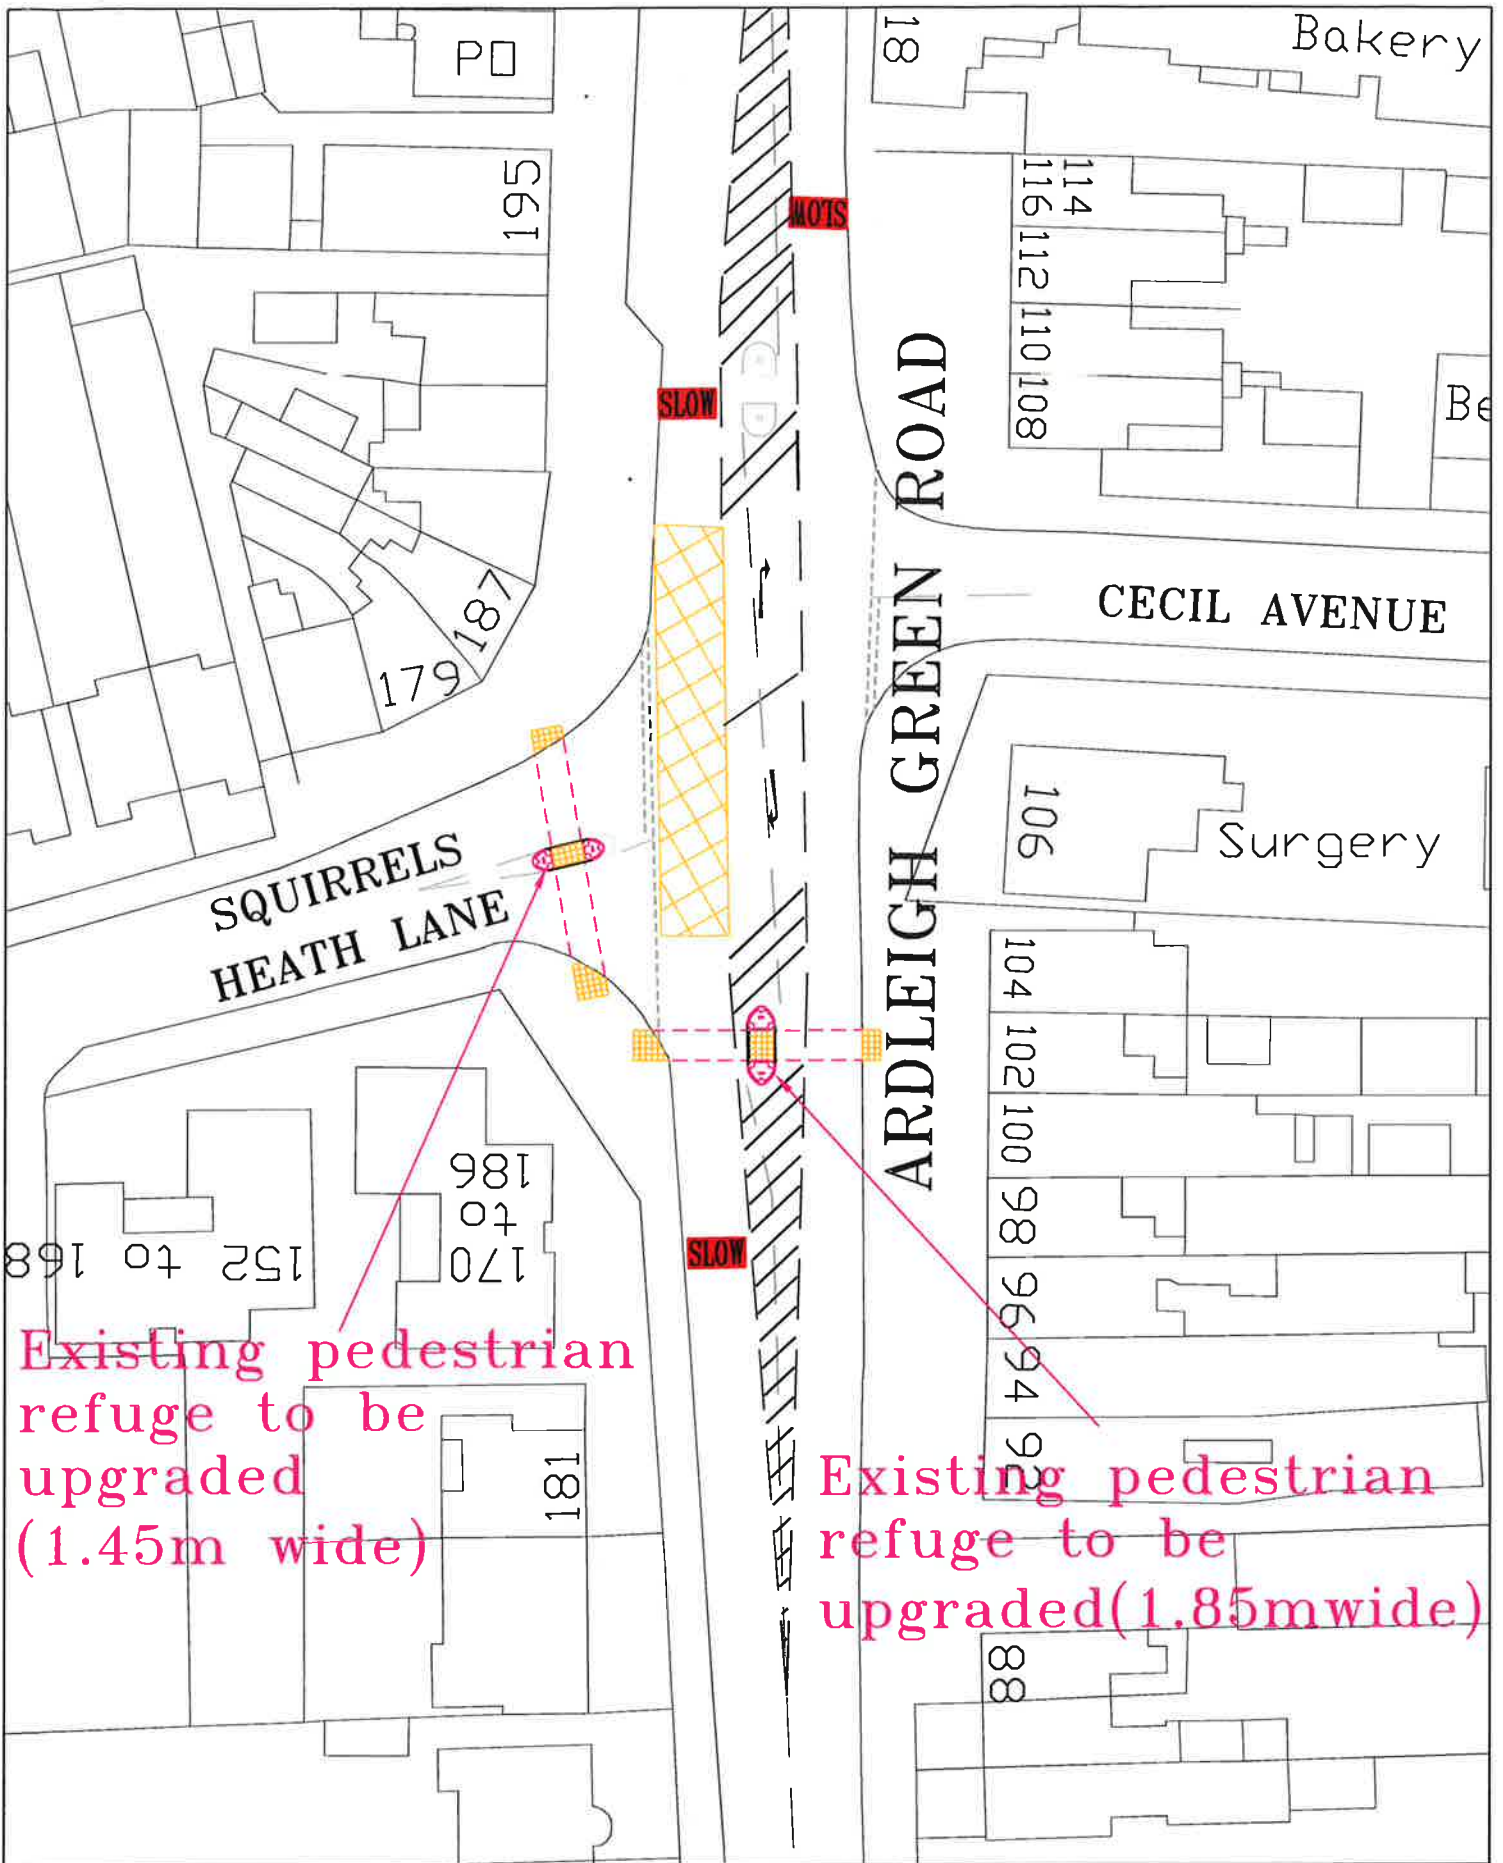 PO
18
Bakery
195
114
116
112
110
108
SLOW
SLOW
Be
187
179
CECIL AVENUE
ARDLEIGH GREEN ROAD
106
Surgery
SQUIRRELS
HEATH LANE
104
102
100
98
96
94
92
88
186
to
170
152 to 168
SLOW
181
Existing pedestrian
refuge to be
upgraded
(1.45m wide)
Existing pedestrian
refuge to be
upgraded(1.85mwide)